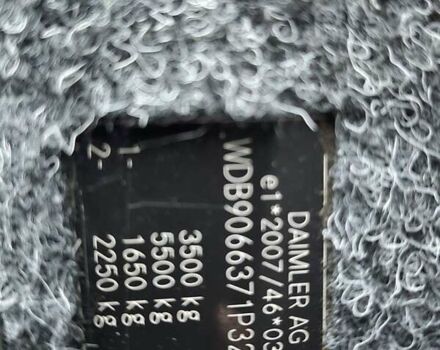 DAIMLER AG
e1*2007/46*03
WDB9066371P32
3500 kg
5500 kg
1- 1650 kg
2- 2250 kg